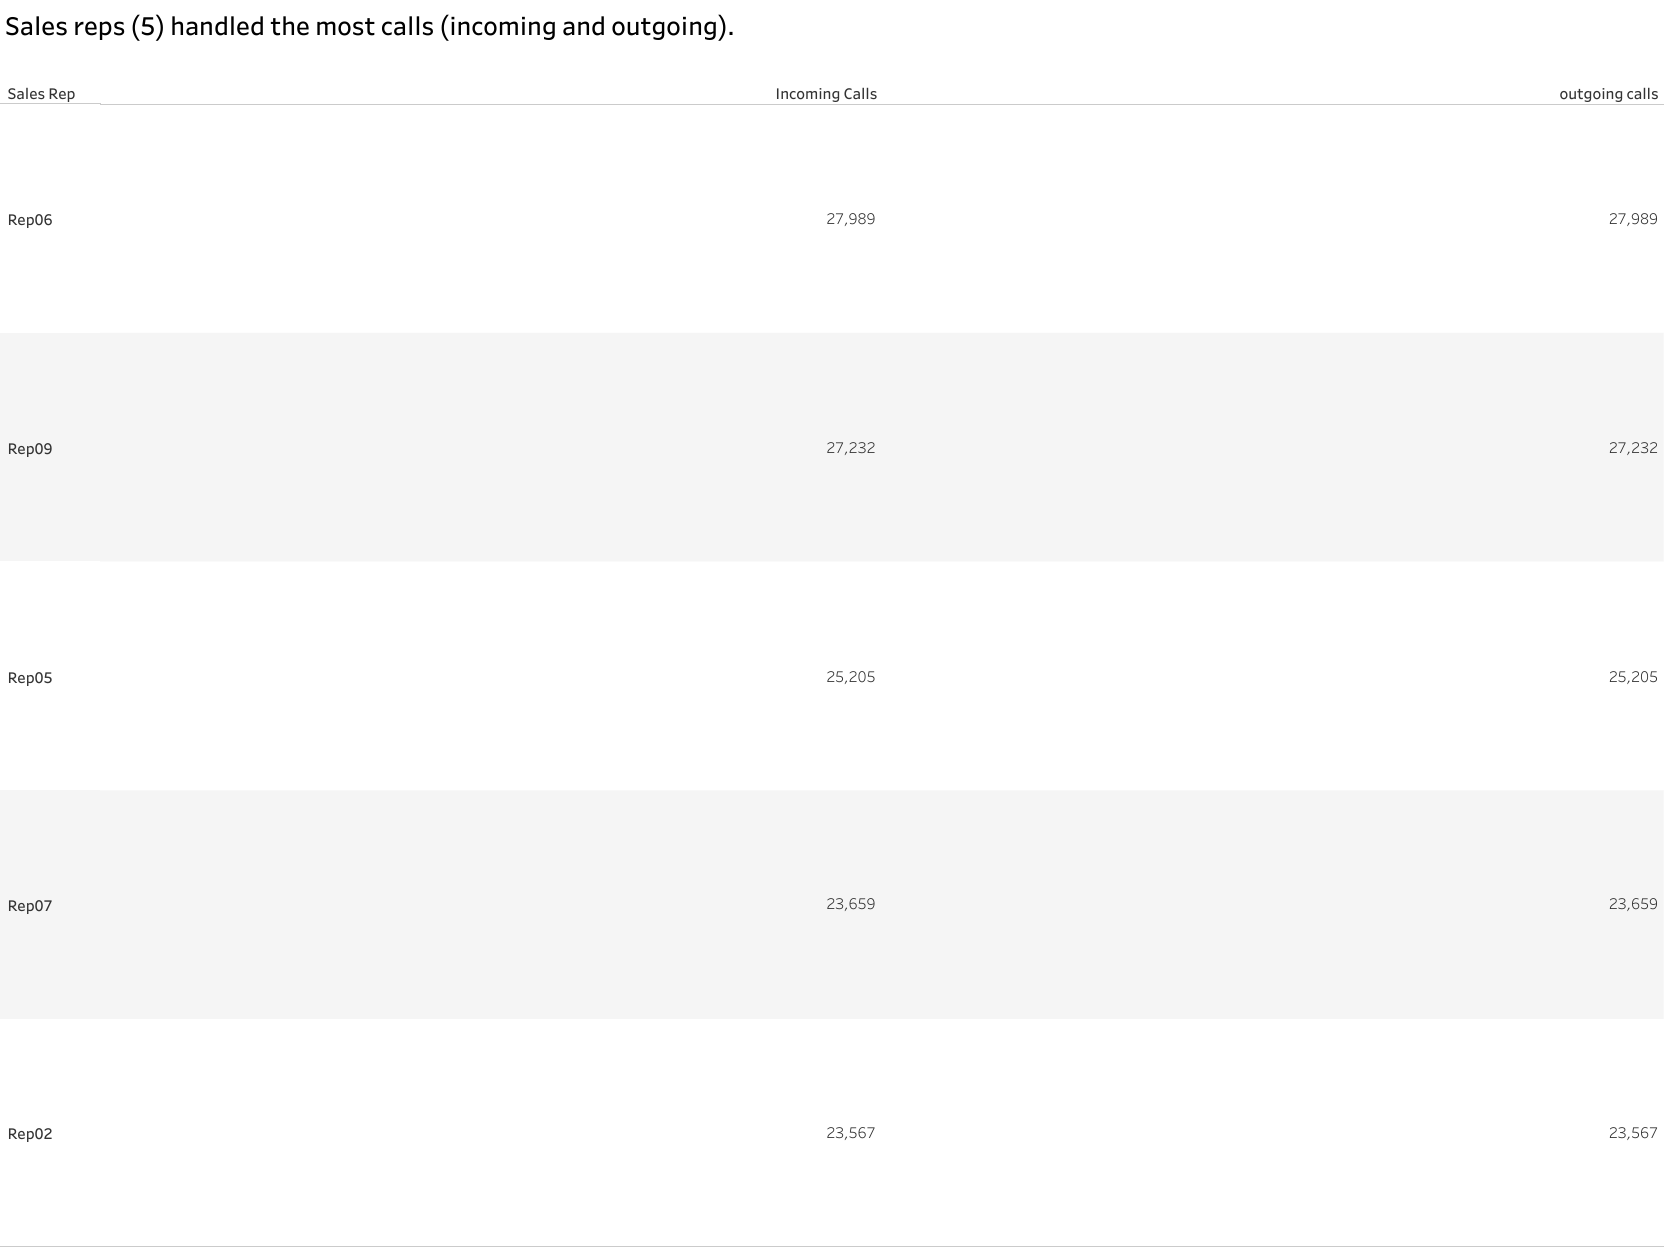 Sales reps (5) handled the most calls (incoming and outgoing).
Sales Rep Incoming Calls outgoing calls
Rep06 27,989 27,989
Rep09 27,232 27,232
Rep05 25,205 25,205
Rep07 23,659 23,659
Rep02 23,567 23,567